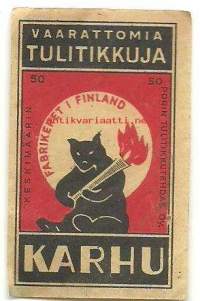 VAARATTOMIA
TULITIKKUJA
50
50
KESKIMÄÄRIN
FABRIKERAT I FINLAND
PORIN TULITIKKUTEHDAS OY.
antikvariaatti.net
KARHU